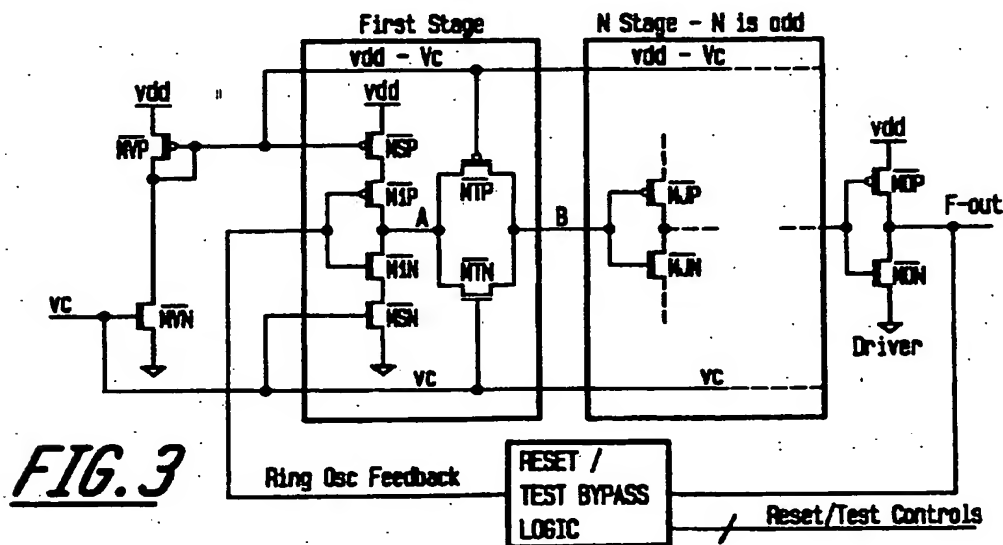 First Stage
N Stage - N is odd
vdd - Vc
vdd - Vc
vdd
vdd
vdd
MVP
MSP
M1P
MTP
MJP
MDP
F-out
A
B
M1N
MTN
MJN
MDN
vc
MVN
MSN
Driver
vc
vc
FIG. 3
Ring Osc Feedback
RESET /
TEST BYPASS
LOGIC
Reset/Test Controls